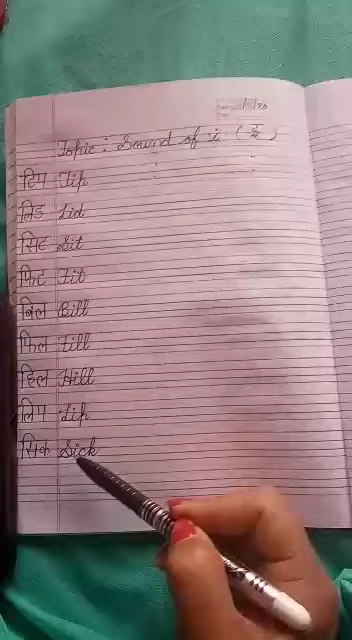 Topic : Sound of i (ि)
टिप Tip
लिड Lid
सिट Sit
फिट Fit
बिल Bill
फिल Fill
हिल Hill
लिप Lip
सिक Sick